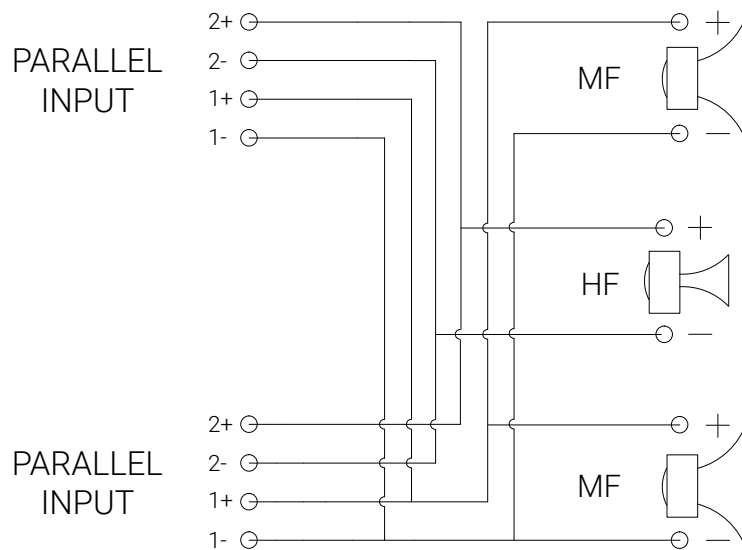 2+
2-
PARALLEL
INPUT
1+
1-
MF
+
−
HF
+
−
2+
2-
PARALLEL
INPUT
1+
1-
MF
+
−